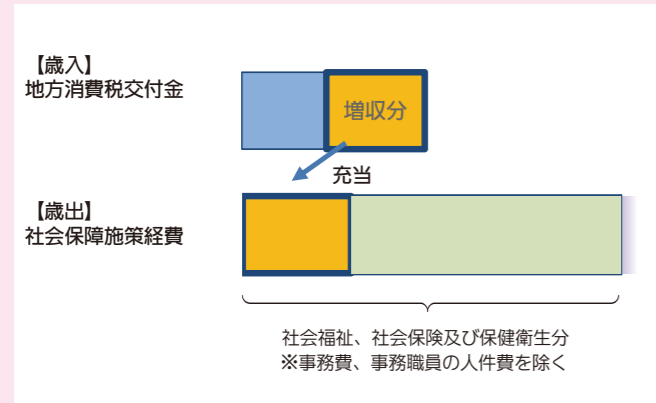 【歳入】
地方消費税交付金
増収分
充当
【歳出】
社会保障施策経費
社会福祉、社会保険及び保健衛生分
※事務費、事務職員の人件費を除く